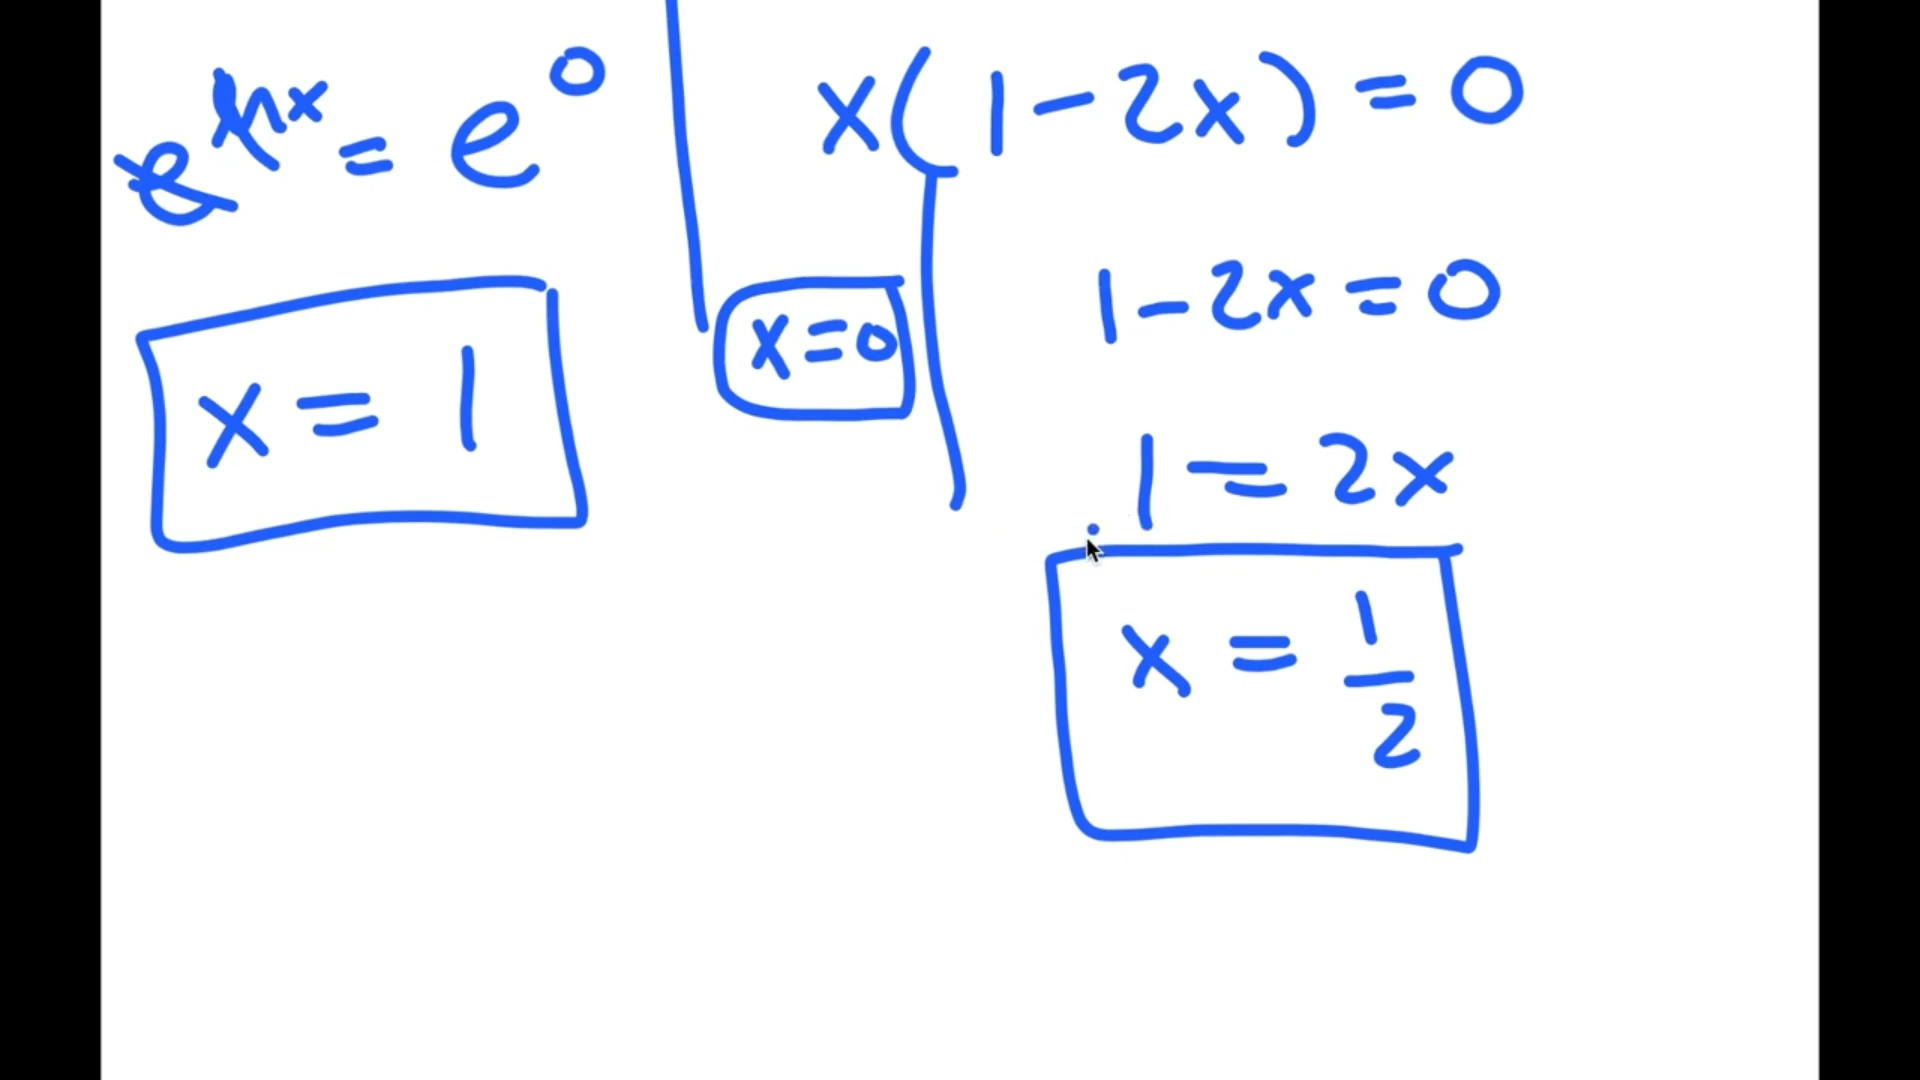 e^{ln x} = e^0
x = 1
x(1-2x) = 0
x=0
1-2x=0
1=2x
x = 1/2